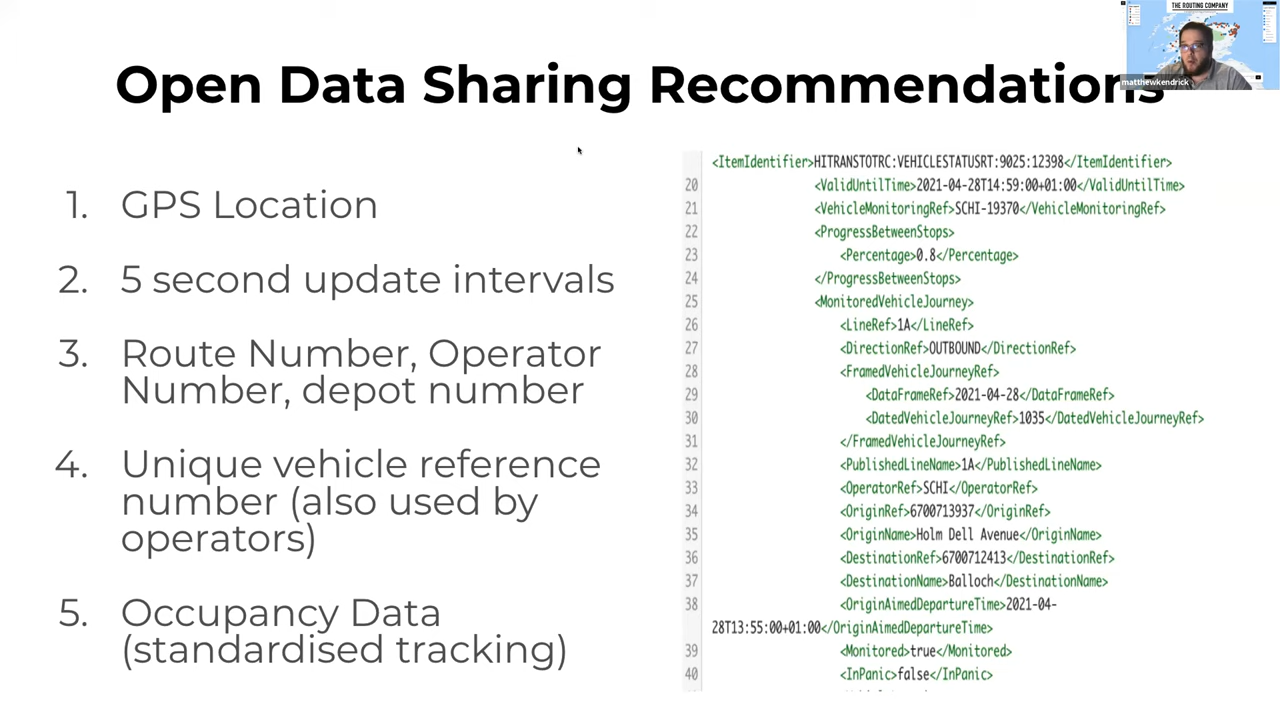 THE ROUTING COMPANY
matthewkendrick
Open Data Sharing Recommendations
1. GPS Location
2. 5 second update intervals
3. Route Number, Operator
Number, depot number
4. Unique vehicle reference
number (also used by
operators)
5. Occupancy Data
(standardised tracking)
<ItemIdentifier>HITRANSTOTRC:VEHICLESTATUSRT:9025:12398</ItemIdentifier>
20 <ValidUntilTime>2021-04-28T14:59:00+01:00</ValidUntilTime>
21 <VehicleMonitoringRef>SCHI-19370</VehicleMonitoringRef>
22 <ProgressBetweenStops>
23 <Percentage>0.8</Percentage>
24 </ProgressBetweenStops>
25 <MonitoredVehicleJourney>
26 <LineRef>1A</LineRef>
27 <DirectionRef>OUTBOUND</DirectionRef>
28 <FramedVehicleJourneyRef>
29 <DataFrameRef>2021-04-28</DataFrameRef>
30 <DatedVehicleJourneyRef>1035</DatedVehicleJourneyRef>
31 </FramedVehicleJourneyRef>
32 <PublishedLineName>1A</PublishedLineName>
33 <OperatorRef>SCHI</OperatorRef>
34 <OriginRef>6700713937</OriginRef>
35 <OriginName>Holm Dell Avenue</OriginName>
36 <DestinationRef>6700712413</DestinationRef>
37 <DestinationName>Balloch</DestinationName>
38 <OriginAimedDepartureTime>2021-04-
28T13:55:00+01:00</OriginAimedDepartureTime>
39 <Monitored>true</Monitored>
40 <InPanic>false</InPanic>